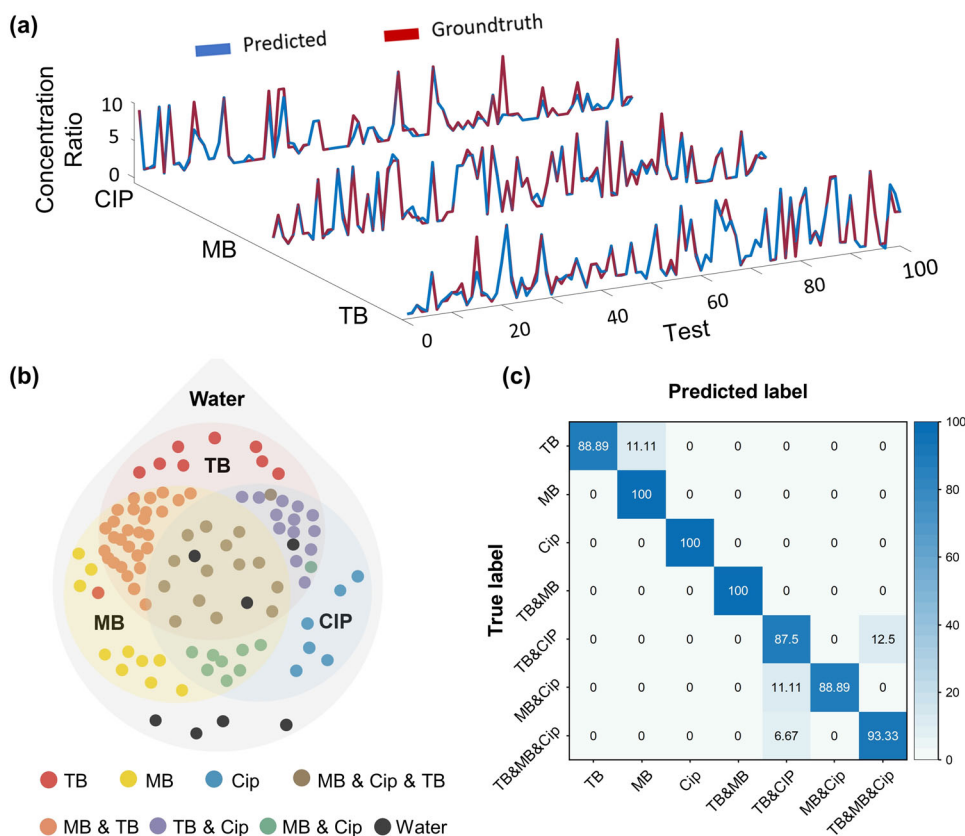 (a)
Predicted
Groundtruth
Concentration
Ratio
10
5
0
CIP
MB
TB
0
20
40
60
80
100
Test
(b)
Water
TB
MB
CIP
TB
MB
Cip
MB & Cip & TB
MB & TB
TB & Cip
MB & Cip
Water
(c)
Predicted label
True label
TB
88.89 11.11 0 0 0 0 0
MB
0 100 0 0 0 0 0
Cip
0 0 100 0 0 0 0
TB&MB
0 0 0 100 0 0 0
TB&CIP
0 0 0 0 87.5 0 12.5
MB&Cip
0 0 0 0 11.11 88.89 0
TB&MB&Cip
0 0 0 0 6.67 0 93.33
TB
MB
Cip
TB&MB
TB&CIP
MB&Cip
TB&MB&Cip
100
80
60
40
20
0